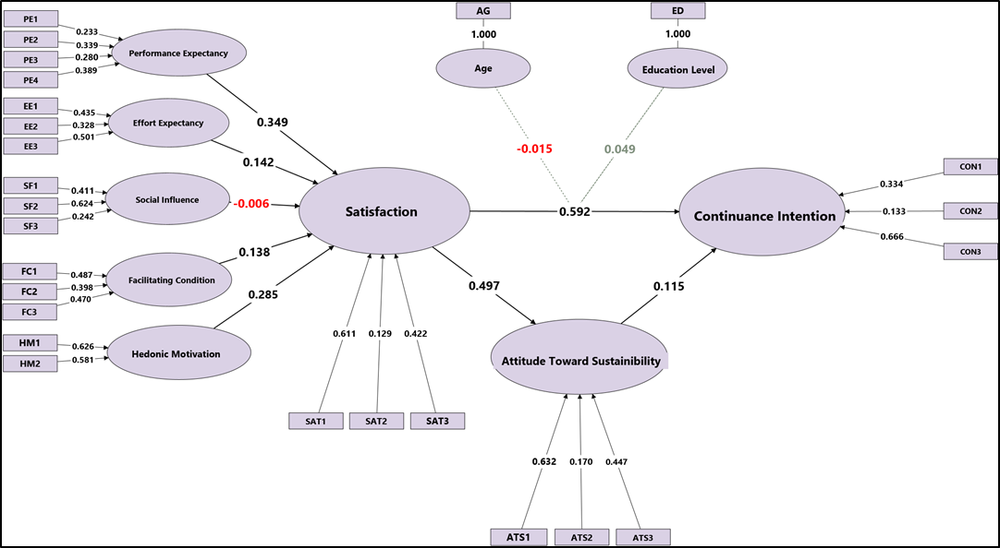 PE1
PE2
PE3
PE4
0.233
0.339
0.280
0.389
Performance Expectancy
EE1
EE2
EE3
0.435
0.328
0.501
Effort Expectancy
SF1
SF2
SF3
0.411
0.624
0.242
Social Influence
FC1
FC2
FC3
0.487
0.398
0.470
Facilitating Condition
HM1
HM2
0.626
0.581
Hedonic Motivation
0.349
0.142
-0.006
0.138
0.285
Satisfaction
0.611
0.129
0.422
SAT1
SAT2
SAT3
AG
1.000
Age
ED
1.000
Education Level
-0.015
0.049
0.592
0.497
0.115
Continuance Intention
CON1
CON2
CON3
0.334
0.133
0.666
Attitude Toward Sustainibility
0.632
0.170
0.447
ATS1
ATS2
ATS3